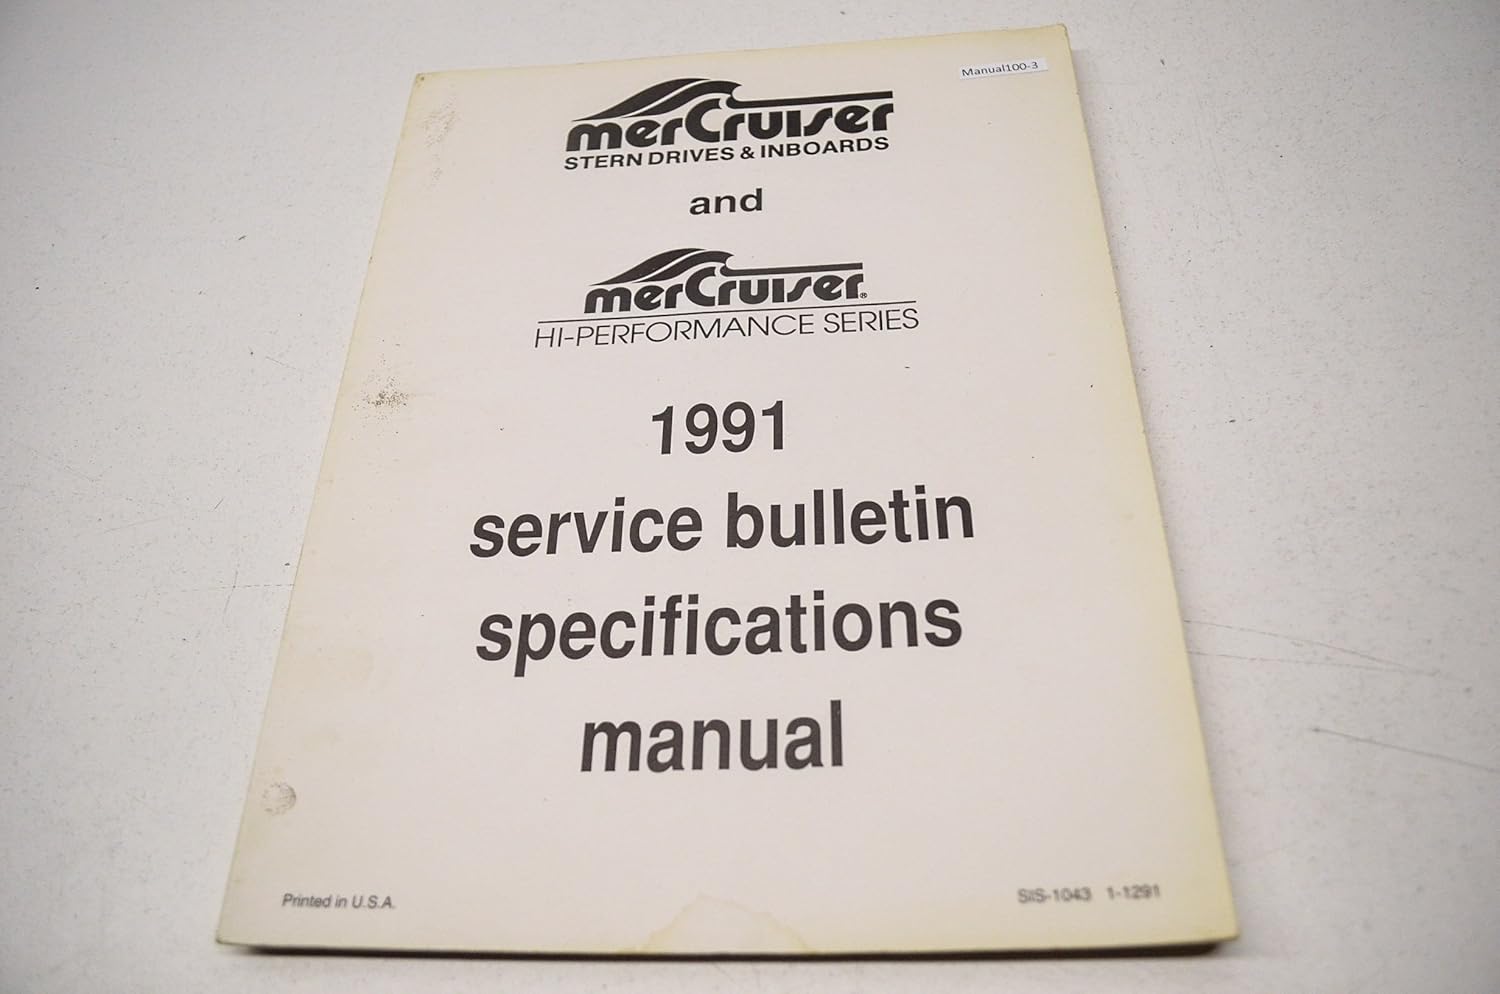 Manual100-3
merCruiser
STERN DRIVES & INBOARDS
and
merCruiser®
HI-PERFORMANCE SERIES
1991
service bulletin
specifications
manual
Printed in U.S.A.
SIS-1043 1-1291